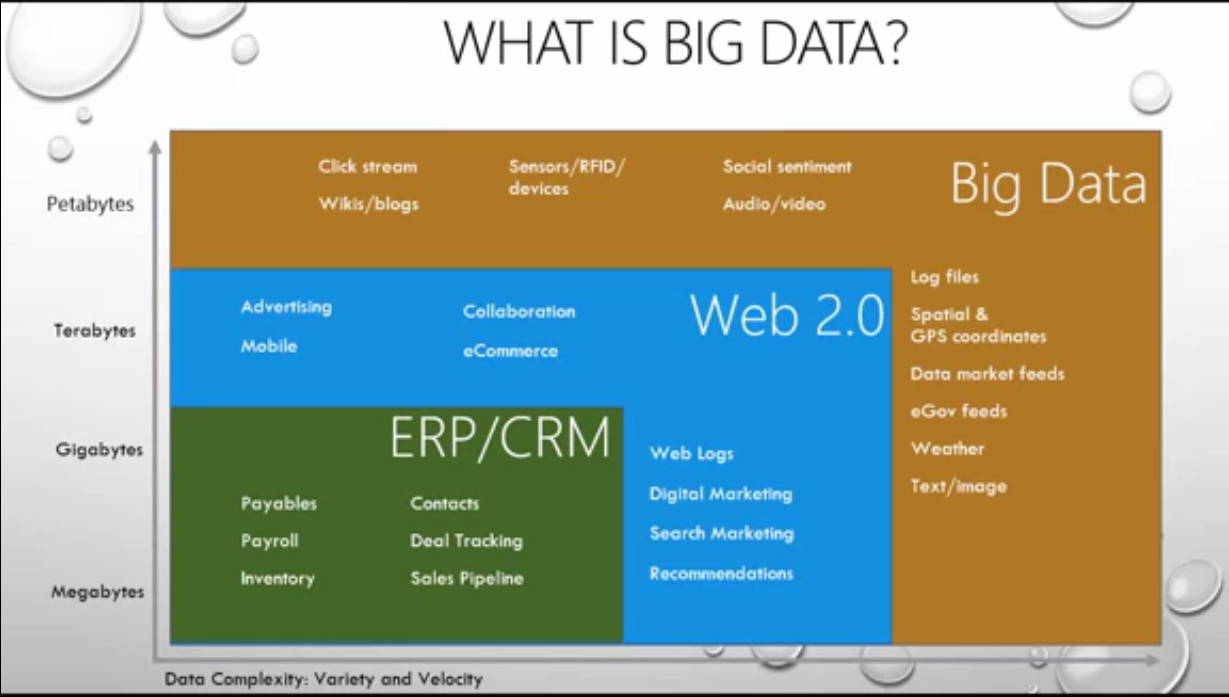 WHAT IS BIG DATA?
Petabytes
Terabytes
Gigabytes
Megabytes
Click stream
Wikis/blogs
Sensors/RFID/
devices
Social sentiment
Audio/video
Big Data
Log files
Spatial &
GPS coordinates
Data market feeds
eGov feeds
Weather
Text/image
Advertising
Mobile
Collaboration
eCommerce
Web 2.0
Web Logs
Digital Marketing
Search Marketing
Recommendations
ERP/CRM
Payables
Payroll
Inventory
Contacts
Deal Tracking
Sales Pipeline
Data Complexity: Variety and Velocity